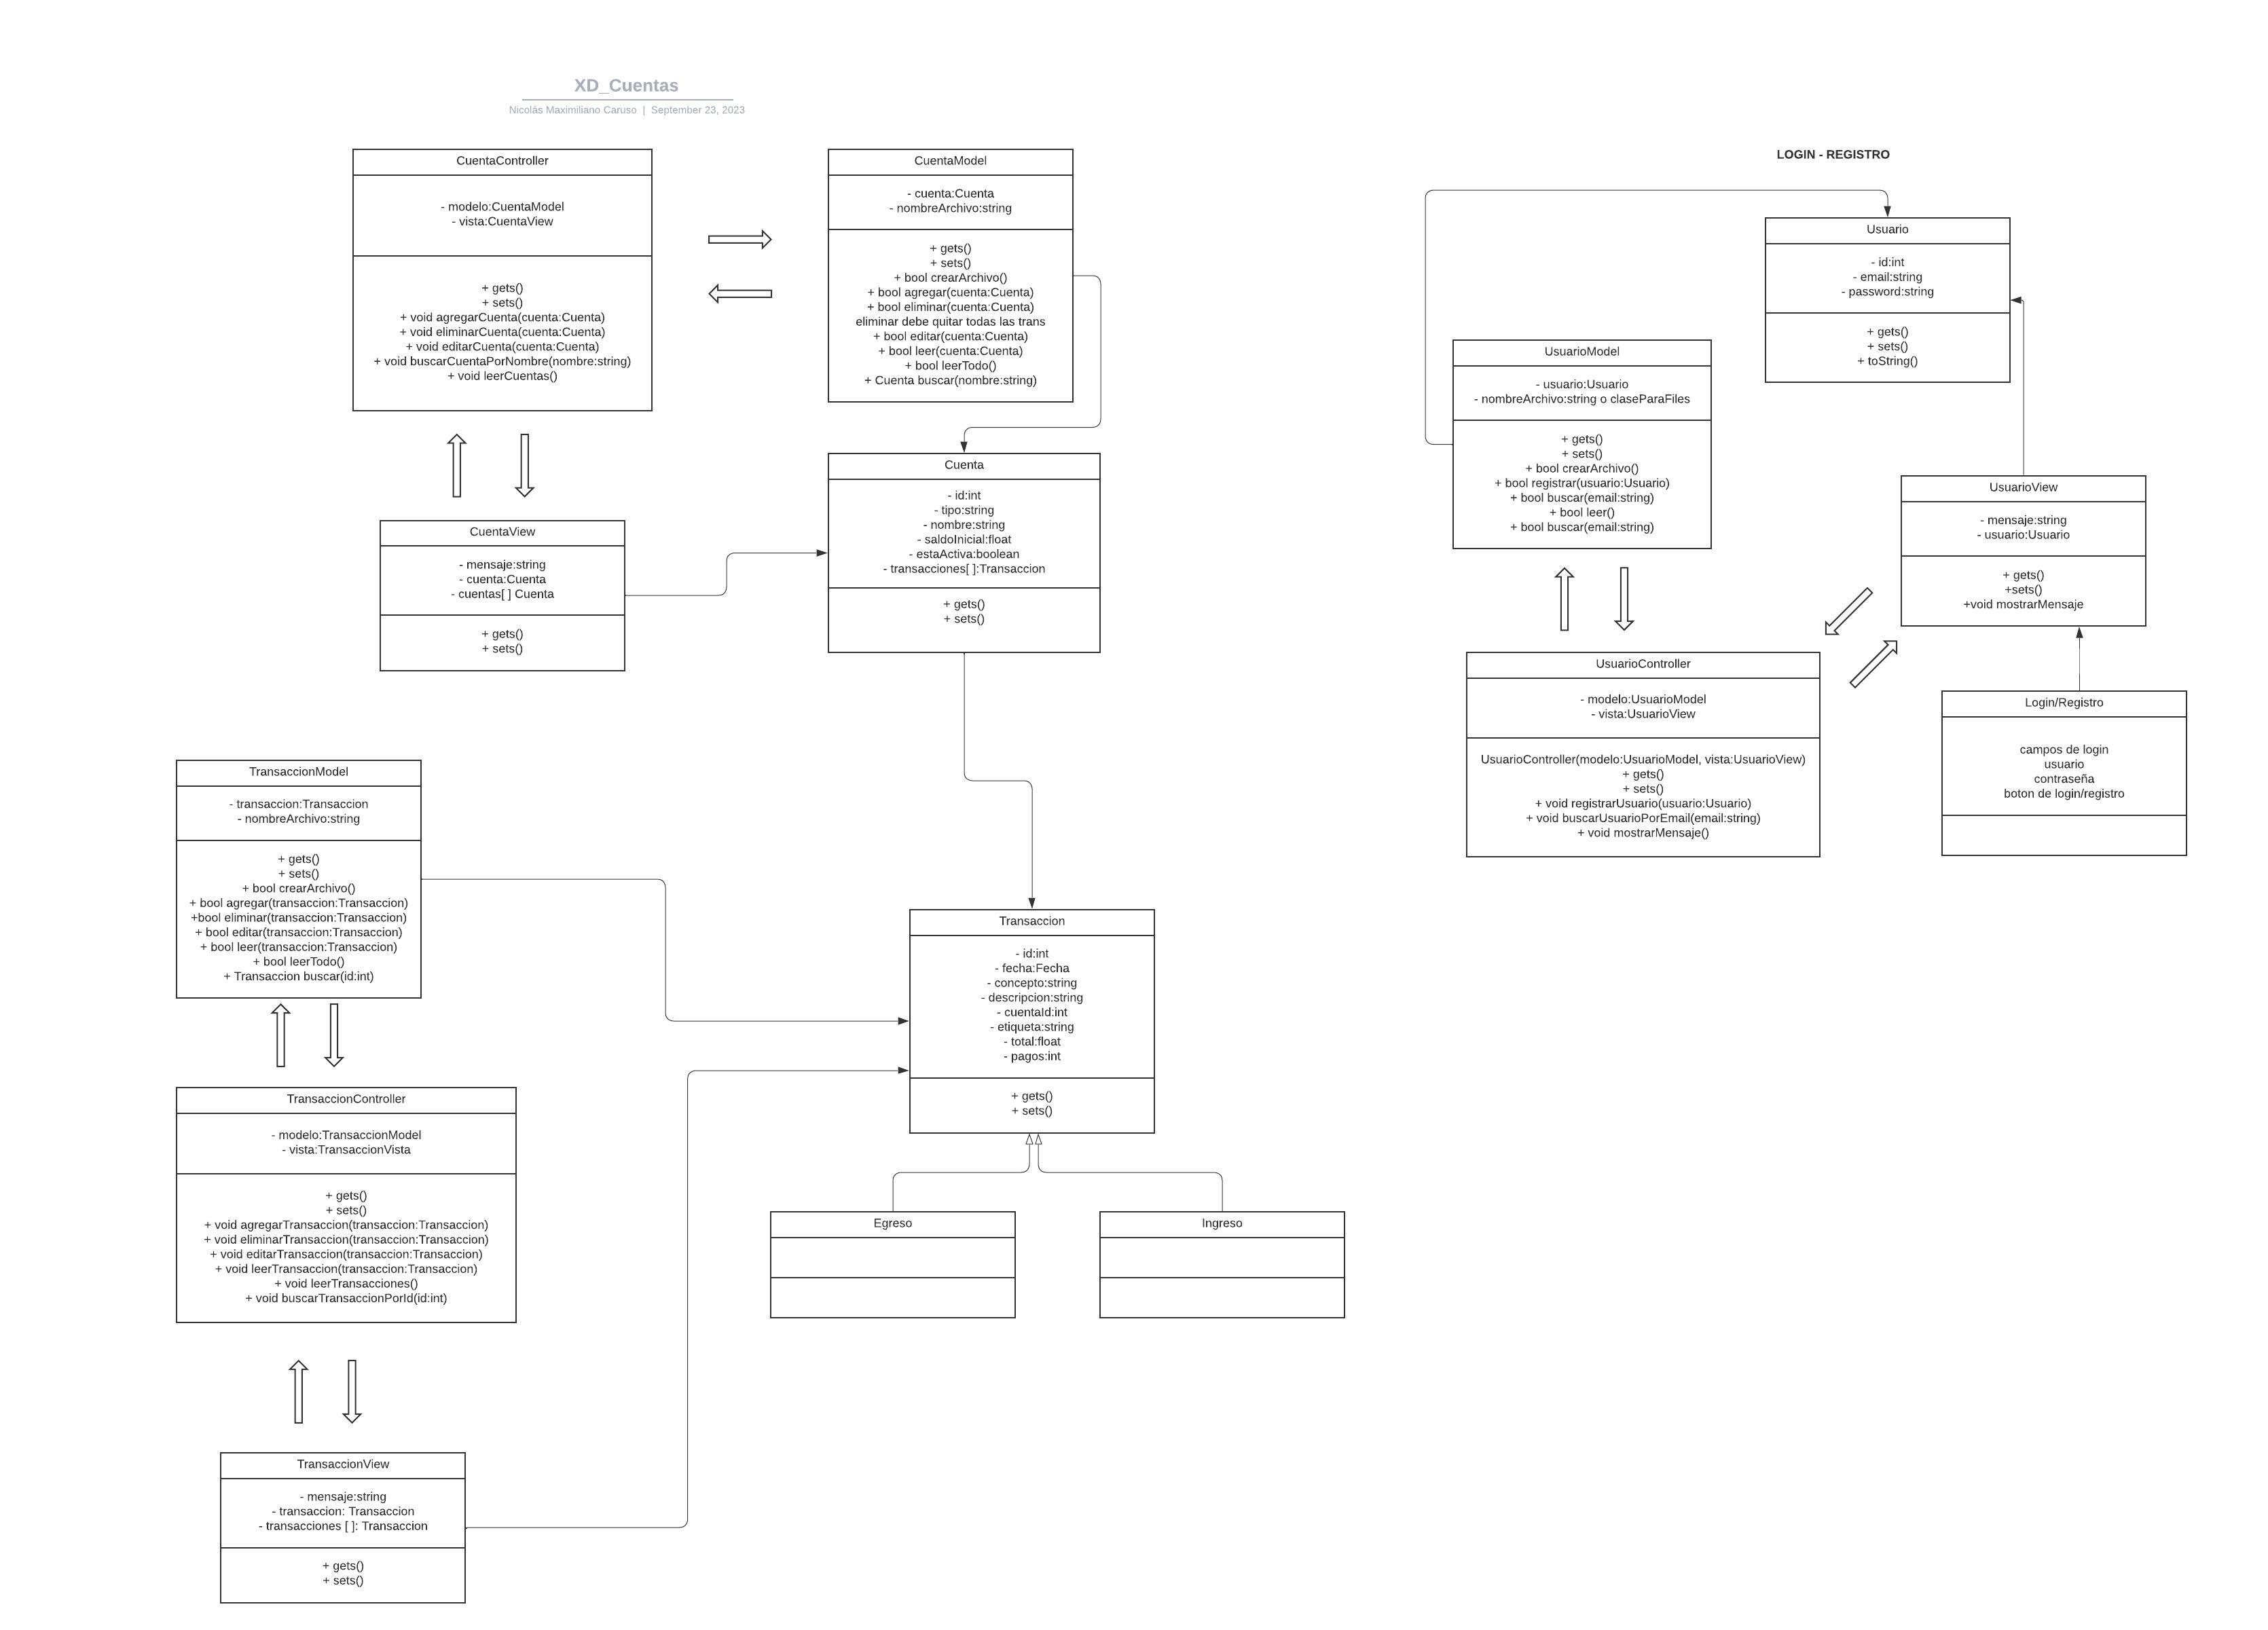 XD_Cuentas
Nicolás Maximiliano Caruso | September 23, 2023
CuentaController
- modelo:CuentaModel
- vista:CuentaView
+ gets()
+ sets()
+ void agregarCuenta(cuenta:Cuenta)
+ void eliminarCuenta(cuenta:Cuenta)
+ void editarCuenta(cuenta:Cuenta)
+ void buscarCuentaPorNombre(nombre:string)
+ void leerCuentas()
CuentaModel
- cuenta:Cuenta
- nombreArchivo:string
+ gets()
+ sets()
+ bool crearArchivo()
+ bool agregar(cuenta:Cuenta)
+ bool eliminar(cuenta:Cuenta)
eliminar debe quitar todas las trans
+ bool editar(cuenta:Cuenta)
+ bool leer(cuenta:Cuenta)
+ bool leerTodo()
+ Cuenta buscar(nombre:string)
CuentaView
- mensaje:string
- cuenta:Cuenta
- cuentas[ ] Cuenta
+ gets()
+ sets()
Cuenta
- id:int
- tipo:string
- nombre:string
- saldoInicial:float
- estaActiva:boolean
- transacciones[ ]:Transaccion
+ gets()
+ sets()
TransaccionModel
- transaccion:Transaccion
- nombreArchivo:string
+ gets()
+ sets()
+ bool crearArchivo()
+ bool agregar(transaccion:Transaccion)
+bool eliminar(transaccion:Transaccion)
+ bool editar(transaccion:Transaccion)
+ bool leer(transaccion:Transaccion)
+ bool leerTodo()
+ Transaccion buscar(id:int)
TransaccionController
- modelo:TransaccionModel
- vista:TransaccionVista
+ gets()
+ sets()
+ void agregarTransaccion(transaccion:Transaccion)
+ void eliminarTransaccion(transaccion:Transaccion)
+ void editarTransaccion(transaccion:Transaccion)
+ void leerTransaccion(transaccion:Transaccion)
+ void leerTransacciones()
+ void buscarTransaccionPorId(id:int)
TransaccionView
- mensaje:string
- transaccion: Transaccion
- transacciones [ ]: Transaccion
+ gets()
+ sets()
Transaccion
- id:int
- fecha:Fecha
- concepto:string
- descripcion:string
- cuentaId:int
- etiqueta:string
- total:float
- pagos:int
+ gets()
+ sets()
Egreso
Ingreso
LOGIN - REGISTRO
Usuario
- id:int
- email:string
- password:string
+ gets()
+ sets()
+ toString()
UsuarioModel
- usuario:Usuario
- nombreArchivo:string o claseParaFiles
+ gets()
+ sets()
+ bool crearArchivo()
+ bool registrar(usuario:Usuario)
+ bool buscar(email:string)
+ bool leer()
+ bool buscar(email:string)
UsuarioView
- mensaje:string
- usuario:Usuario
+ gets()
+sets()
+void mostrarMensaje
UsuarioController
- modelo:UsuarioModel
- vista:UsuarioView
UsuarioController(modelo:UsuarioModel, vista:UsuarioView)
+ gets()
+ sets()
+ void registrarUsuario(usuario:Usuario)
+ void buscarUsuarioPorEmail(email:string)
+ void mostrarMensaje()
Login/Registro
campos de login
usuario
contraseña
boton de login/registro